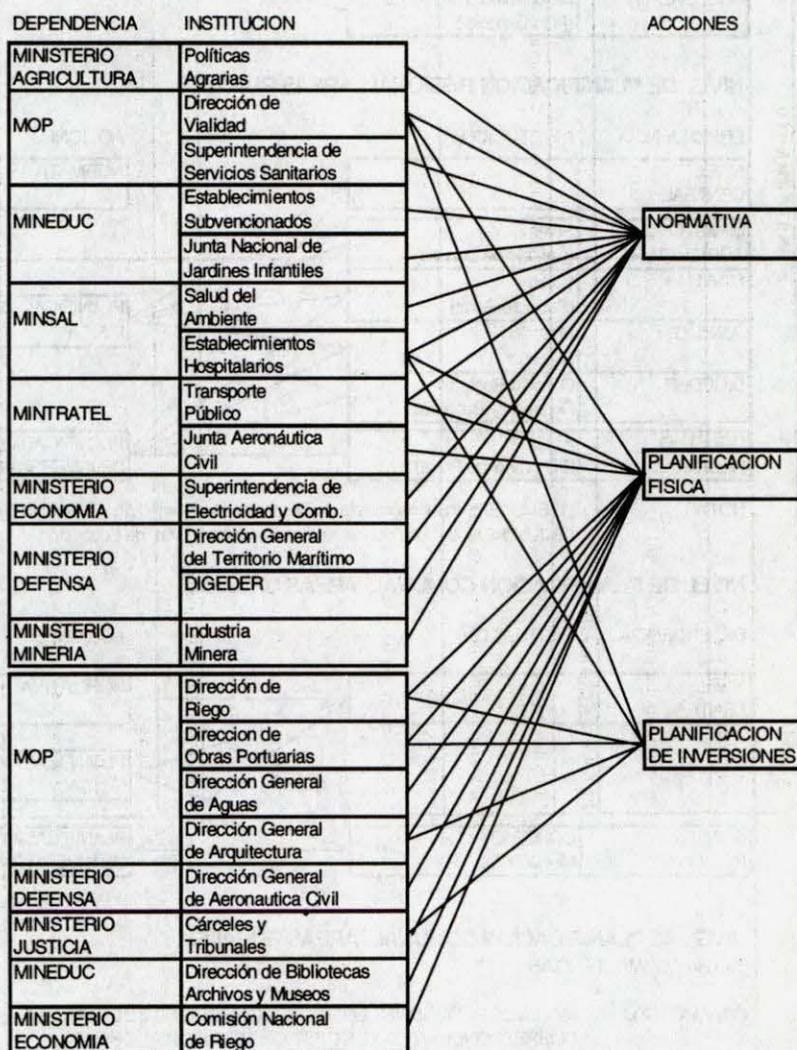 DEPENDENCIA INSTITUCION ACCIONES
MINISTERIO
AGRICULTURA
Políticas
Agrarias
MOP
Dirección de
Vialidad
Superintendencia de
Servicios Sanitarios
MINEDUC
Establecimientos
Subvencionados
Junta Nacional de
Jardines Infantiles
MINSAL
Salud del
Ambiente
Establecimientos
Hospitalarios
MINTRATEL
Transporte
Público
Junta Aeronáutica
Civil
MINISTERIO
ECONOMIA
Superintendencia de
Electricidad y Comb.
MINISTERIO
DEFENSA
Dirección General
del Territorio Marítimo
DIGEDER
MINISTERIO
MINERIA
Industria
Minera
MOP
Dirección de
Riego
Direccion de
Obras Portuarias
Dirección General
de Aguas
Dirección General
de Arquitectura
MINISTERIO
DEFENSA
Dirección General
de Aeronautica Civil
MINISTERIO
JUSTICIA
Cárceles y
Tribunales
MINEDUC
Dirección de Bibliotecas
Archivos y Museos
MINISTERIO
ECONOMIA
Comisión Nacional
de Riego
NORMATIVA
PLANIFICACION
FISICA
PLANIFICACION
DE INVERSIONES